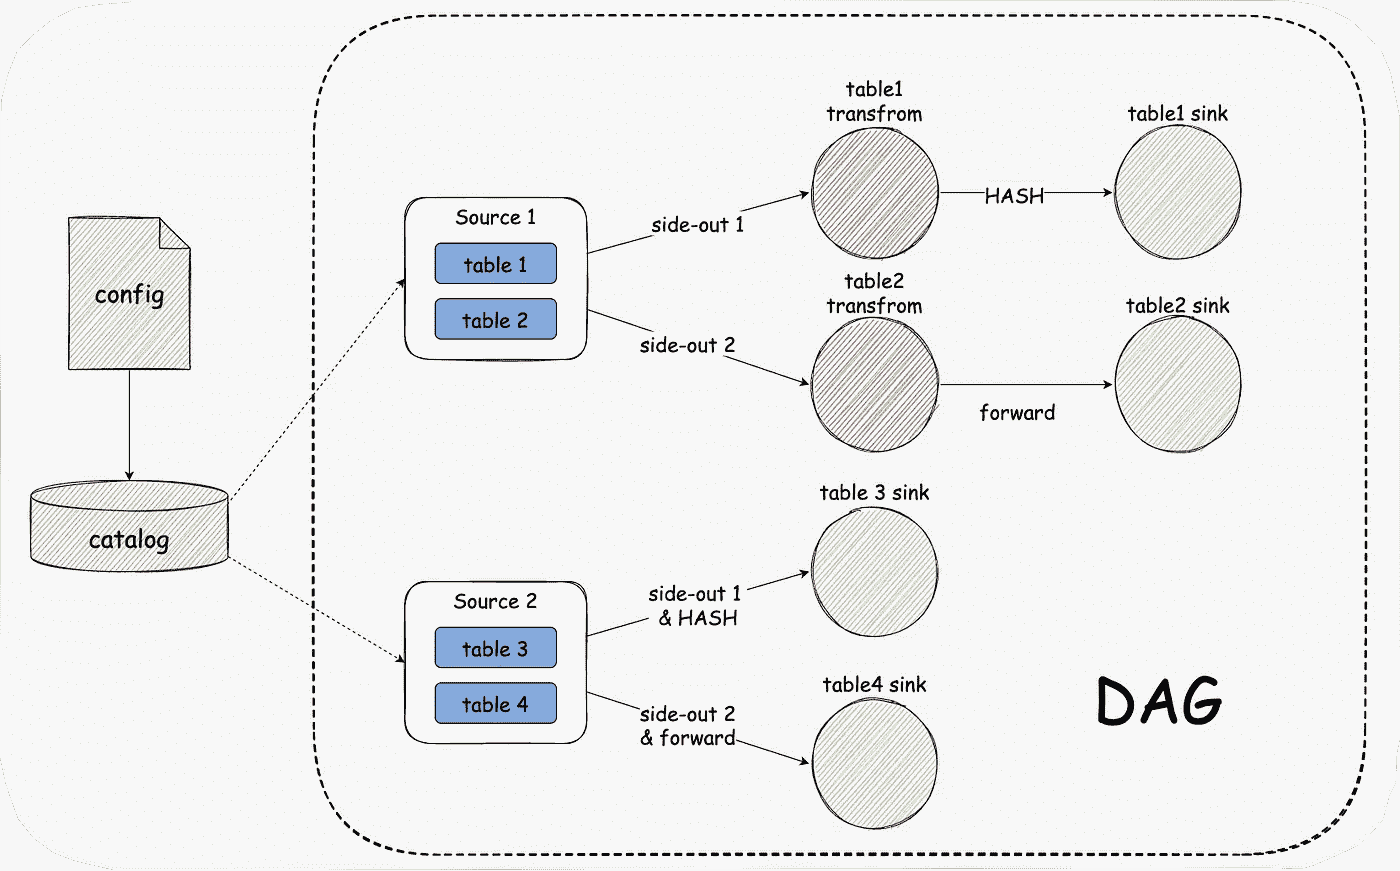 config
catalog
Source 1
table 1
table 2
side-out 1
side-out 2
table1
transfrom
HASH
table1 sink
table2
transfrom
forward
table2 sink
Source 2
table 3
table 4
side-out 1
& HASH
side-out 2
& forward
table 3 sink
table4 sink
DAG